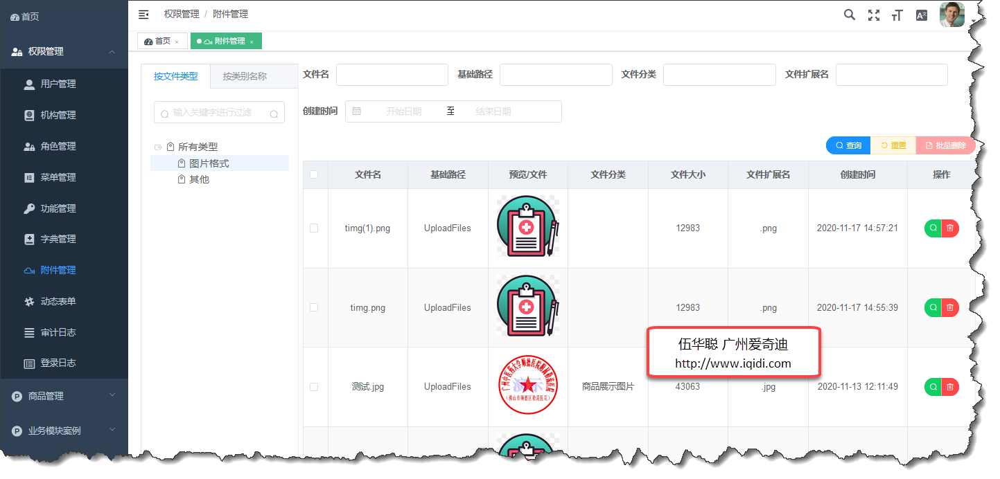 首页
权限管理
用户管理
机构管理
角色管理
菜单管理
功能管理
字典管理
附件管理
动态表单
审计日志
登录日志
商品管理
业务模块案例
权限管理 / 附件管理
首页 × 附件管理 ×
按文件类型 按类别名称
输入关键字进行过滤
所有类型
图片格式
其他
文件名 基础路径 文件分类 文件扩展名
创建时间 开始日期 至 结束日期
查询 重置 批量删除
文件名 基础路径 预览/文件 文件分类 文件大小 文件扩展名 创建时间 操作
timg(1).png UploadFiles 12983 .png 2020-11-17 14:57:21
timg.png UploadFiles 12983 .png 2020-11-17 14:55:39
伍华聪 广州爱奇迪
http://www.iqidi.com
测试.jpg UploadFiles 商品展示图片 43063 .jpg 2020-11-13 12:11:49